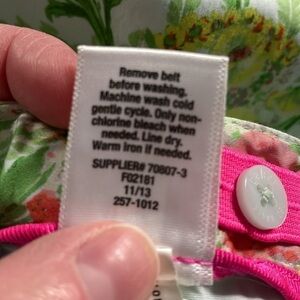 Remove belt
before washing.
Machine wash cold
gentle cycle. Only non-
chlorine bleach when
needed. Line dry.
Warm iron if needed.
SUPPLIER# 70807-3
F02181
11/13
257-1012